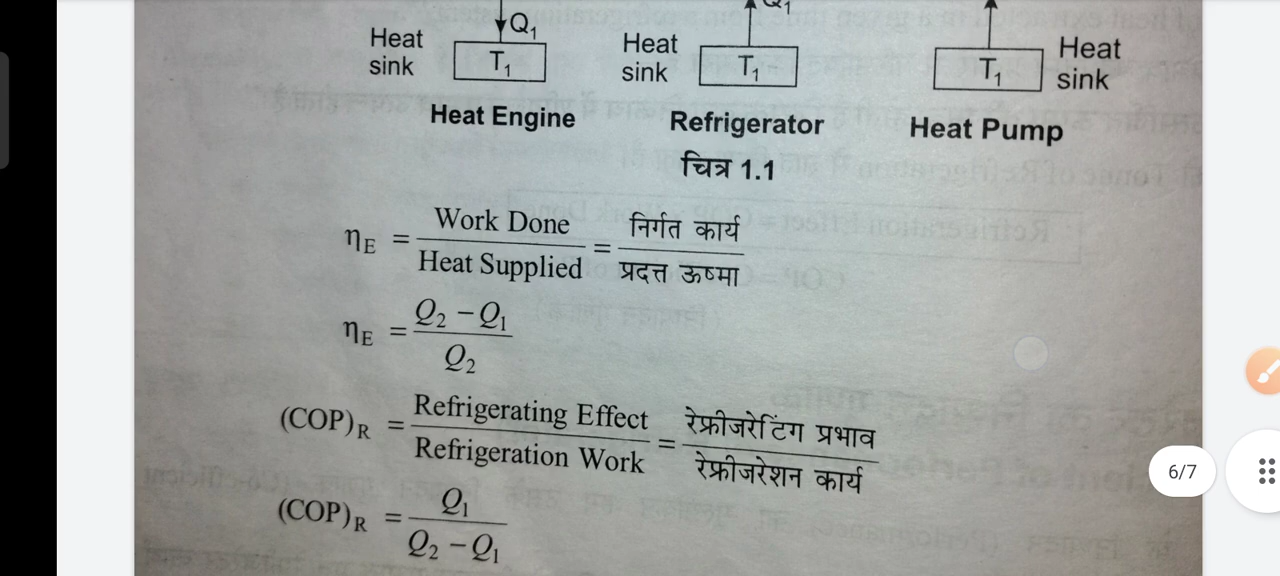 Q1
Heat sink
T1
Q1
Heat sink
T1
T1
Heat sink
Heat Engine
Refrigerator
Heat Pump
चित्र 1.1
ηE = Work Done / Heat Supplied = निर्गत कार्य / प्रदत्त ऊष्मा
ηE = Q2 – Q1 / Q2
(COP)R = Refrigerating Effect / Refrigeration Work = रेफ्रीजरेटिंग प्रभाव / रेफ्रीजरेशन कार्य
(COP)R = Q1 / Q2 – Q1
6/7